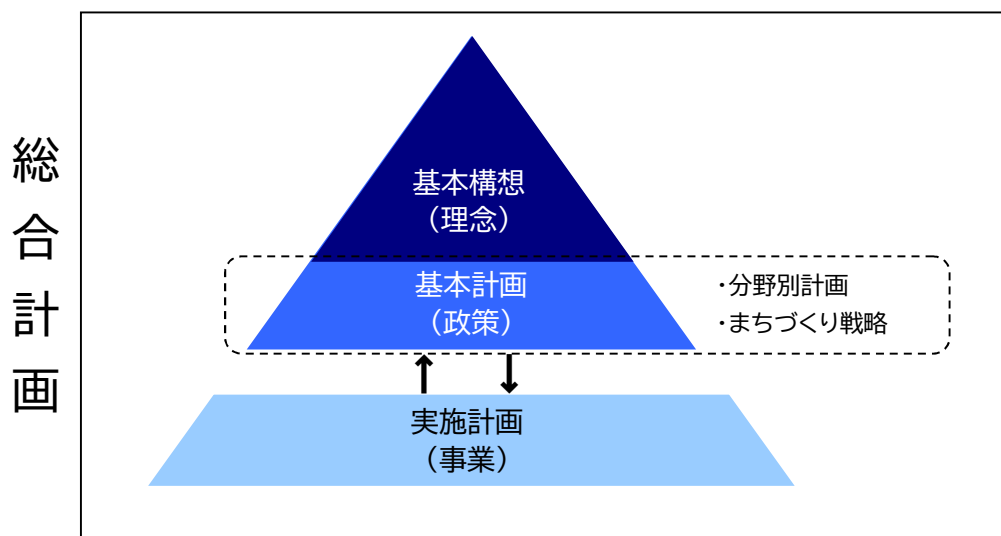 総合計画
基本構想
（理念）
基本計画
（政策）
・分野別計画
・まちづくり戦略
実施計画
（事業）